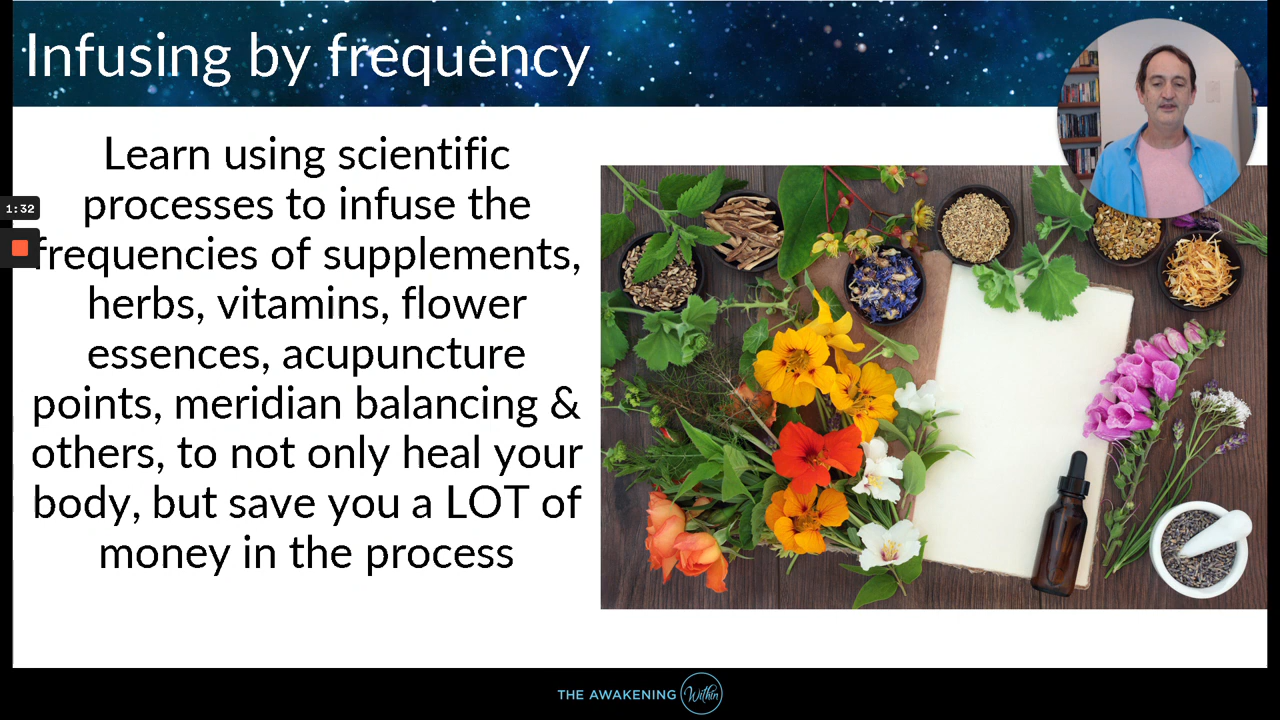 Infusing by frequency
Learn using scientific
processes to infuse the
frequencies of supplements,
herbs, vitamins, flower
essences, acupuncture
points, meridian balancing &
others, to not only heal your
body, but save you a LOT of
money in the process
1:32
THE AWAKENING Within